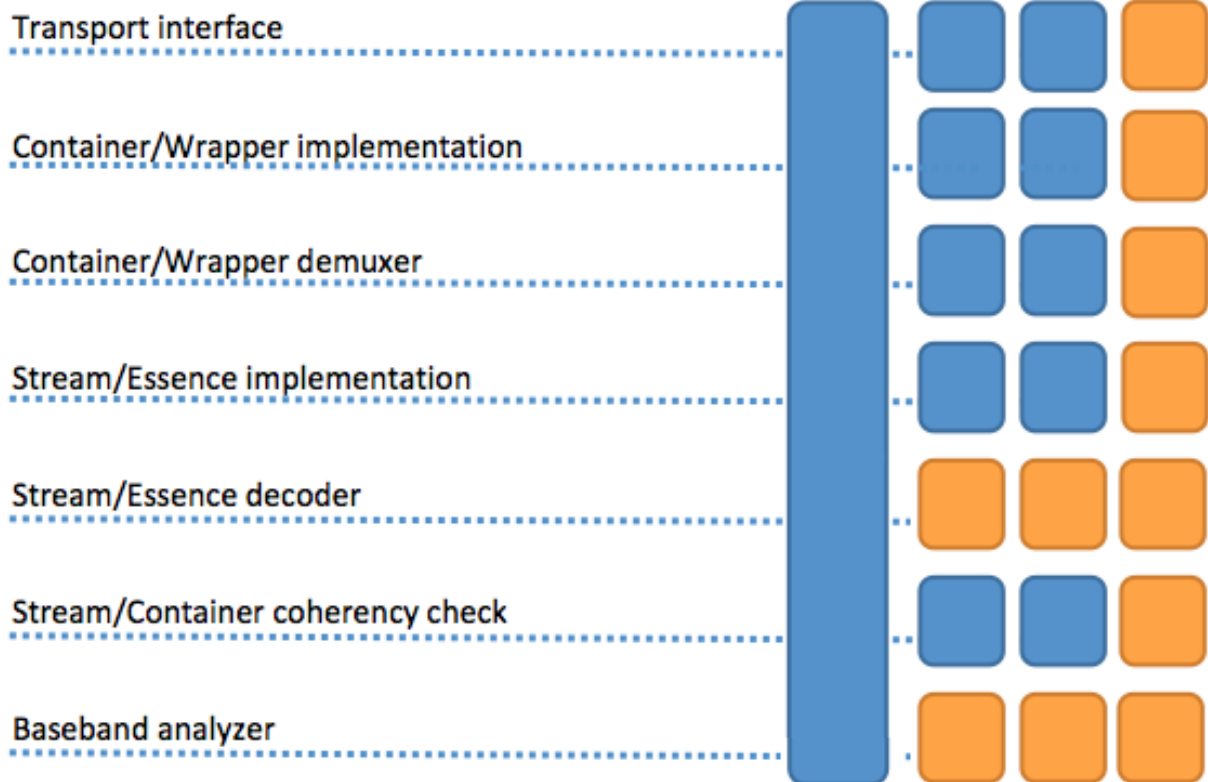 Transport interface
Container/Wrapper implementation
Container/Wrapper demuxer
Stream/Essence implementation
Stream/Essence decoder
Stream/Container coherency check
Baseband analyzer